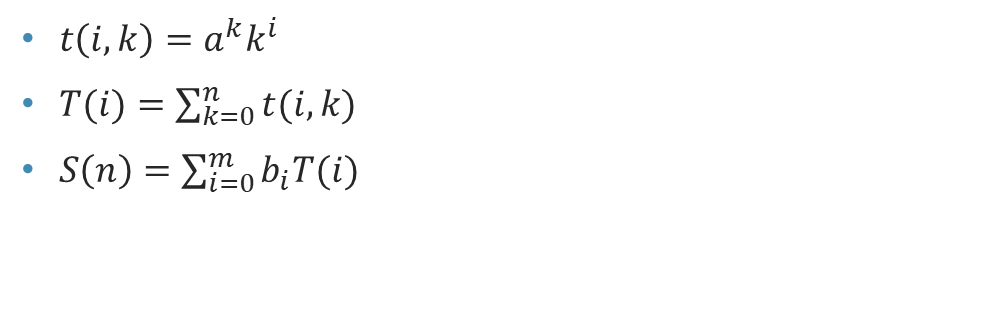 • t(i, k) = a^k k^i
• T(i) = ∑_{k=0}^{n} t(i, k)
• S(n) = ∑_{i=0}^{m} b_i T(i)